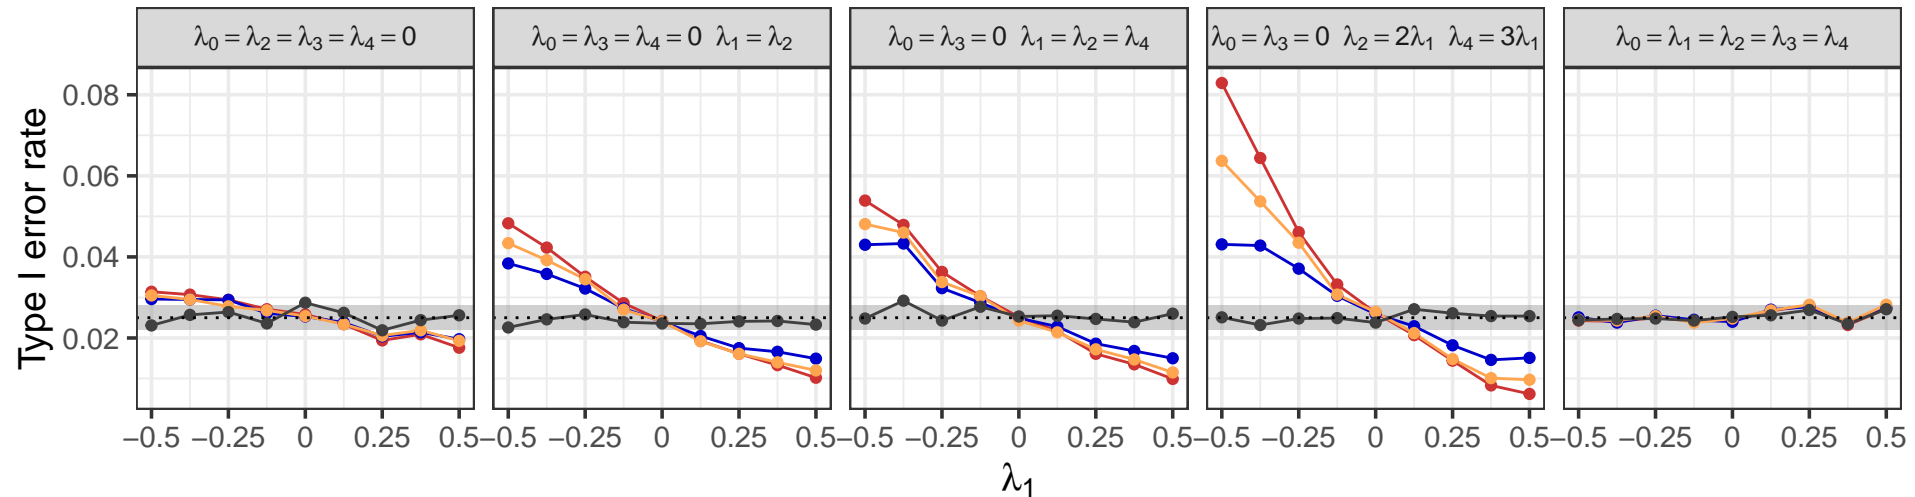 λ₀ = λ₂ = λ₃ = λ₄ = 0
λ₀ = λ₃ = λ₄ = 0 λ₁ = λ₂
λ₀ = λ₃ = 0 λ₁ = λ₂ = λ₄
λ₀ = λ₃ = 0 λ₂ = 2λ₁ λ₄ = 3λ₁
λ₀ = λ₁ = λ₂ = λ₃ = λ₄
Type I error rate
0.08
0.06
0.04
0.02
−0.5 −0.25 0 0.25 0.5
−0.5 −0.25 0 0.25 0.5
−0.5 −0.25 0 0.25 0.5
−0.5 −0.25 0 0.25 0.5
−0.5 −0.25 0 0.25 0.5
λ₁